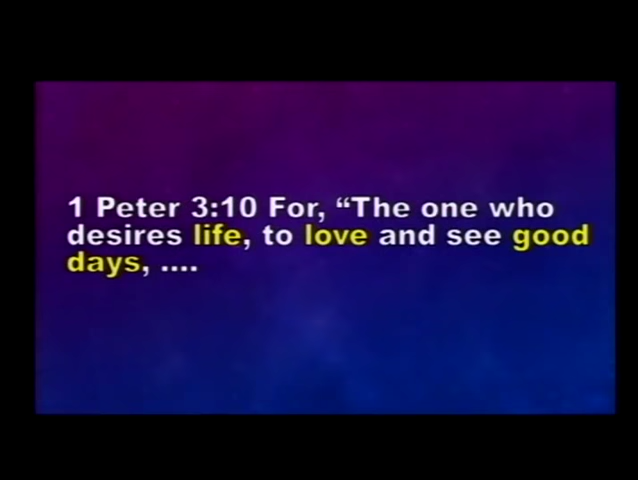 1 Peter 3:10 For, “The one who
desires life, to love and see good
days, ....